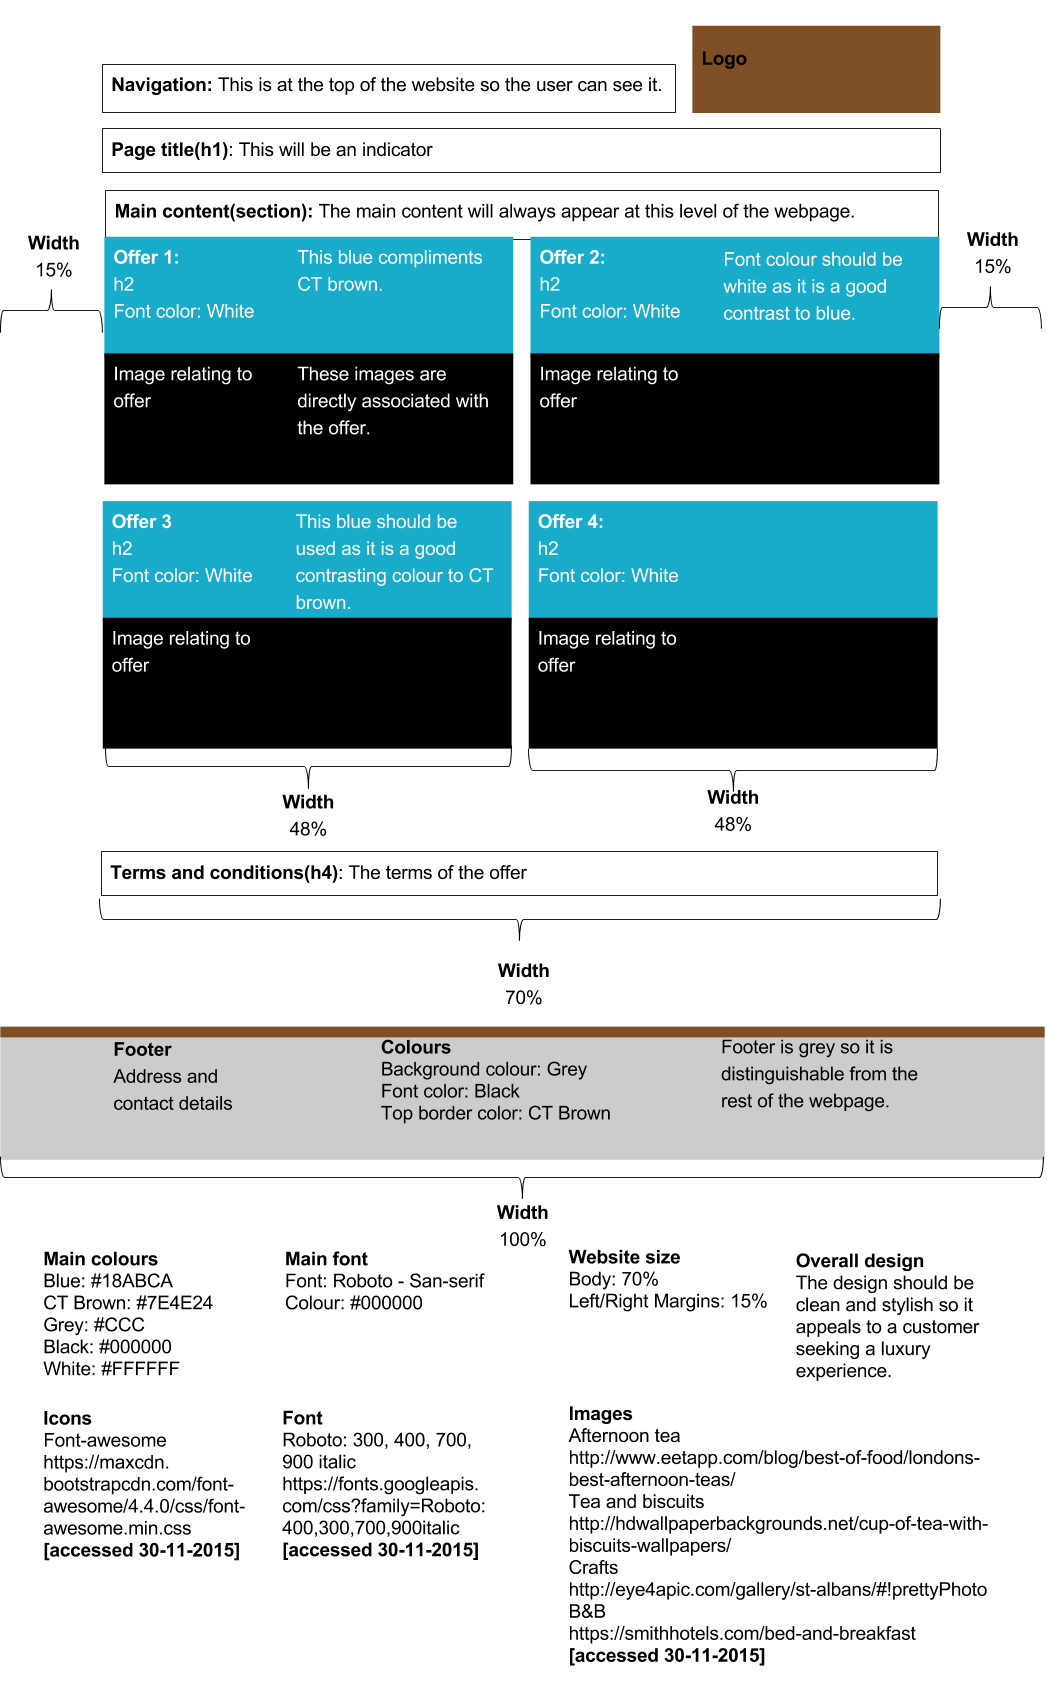 Logo
Navigation: This is at the top of the website so the user can see it.
Page title(h1): This will be an indicator
Main content(section): The main content will always appear at this level of the webpage.
Width
15%
Width
15%
Offer 1:
h2
Font color: White
This blue compliments
CT brown.
Offer 2:
h2
Font color: White
Font colour should be
white as it is a good
contrast to blue.
Image relating to
offer
These images are
directly associated with
the offer.
Image relating to
offer
Offer 3
h2
Font color: White
This blue should be
used as it is a good
contrasting colour to CT
brown.
Offer 4:
h2
Font color: White
Image relating to
offer
Image relating to
offer
Width
48%
Width
48%
Terms and conditions(h4): The terms of the offer
Width
70%
Footer
Address and
contact details
Colours
Background colour: Grey
Font color: Black
Top border color: CT Brown
Footer is grey so it is
distinguishable from the
rest of the webpage.
Width
100%
Main colours
Blue: #18ABCA
CT Brown: #7E4E24
Grey: #CCC
Black: #000000
White: #FFFFFF
Main font
Font: Roboto - San-serif
Colour: #000000
Website size
Body: 70%
Left/Right Margins: 15%
Overall design
The design should be
clean and stylish so it
appeals to a customer
seeking a luxury
experience.
Icons
Font-awesome
https://maxcdn.
bootstrapcdn.com/font-
awesome/4.4.0/css/font-
awesome.min.css
[accessed 30-11-2015]
Font
Roboto: 300, 400, 700,
900 italic
https://fonts.googleapis.
com/css?family=Roboto:
400,300,700,900italic
[accessed 30-11-2015]
Images
Afternoon tea
http://www.eetapp.com/blog/best-of-food/londons-
best-afternoon-teas/
Tea and biscuits
http://hdwallpaperbackgrounds.net/cup-of-tea-with-
biscuits-wallpapers/
Crafts
http://eye4apic.com/gallery/st-albans/#!prettyPhoto
B&B
https://smithhotels.com/bed-and-breakfast
[accessed 30-11-2015]